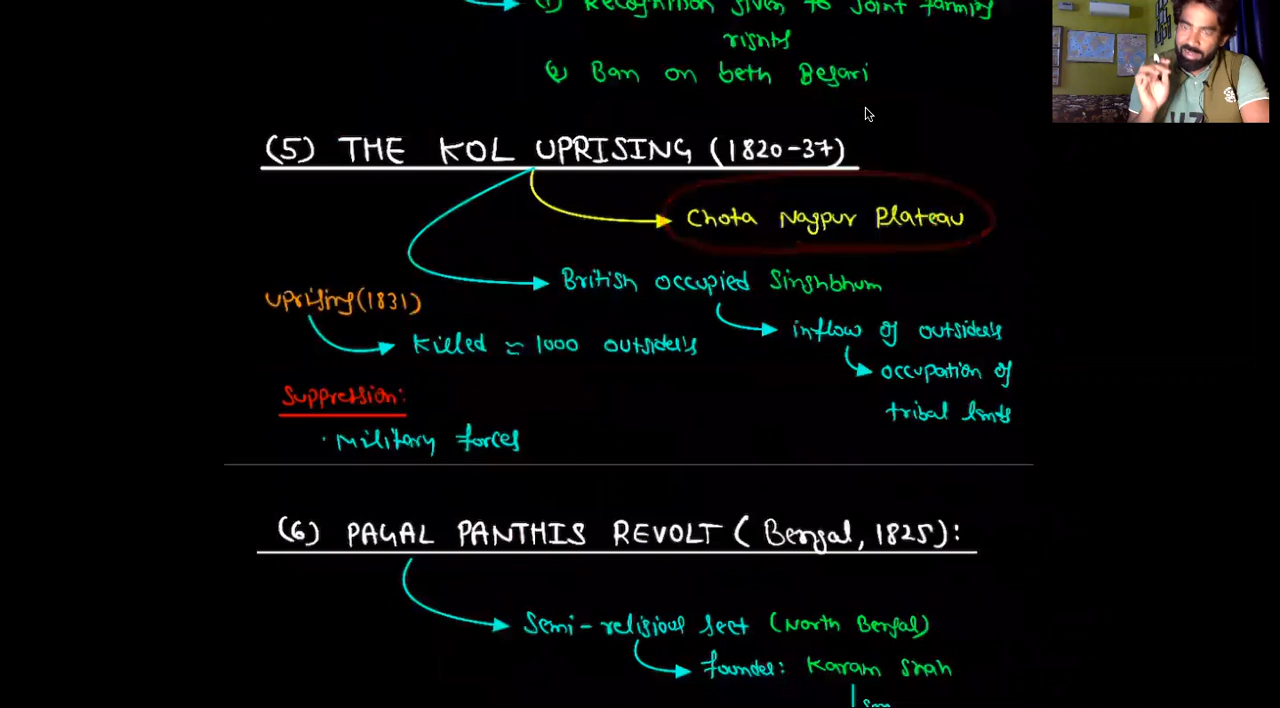 (1) Recognision given to joint farming
rights
(2) Ban on beth Begari
(5) THE KOL UPRISING (1820-37)
Chota Nagpur Plateau
British occupied Singhbhum
Uprising (1831)
inflow of outsiders
Killed ≈ 1000 outsiders
occupation of
Suppression:
tribal lands
· Military forces
(6) PAGAL PANTHIS REVOLT (Bengal, 1825):
Semi-religious sect (North Bengal)
founder: Karam Shah